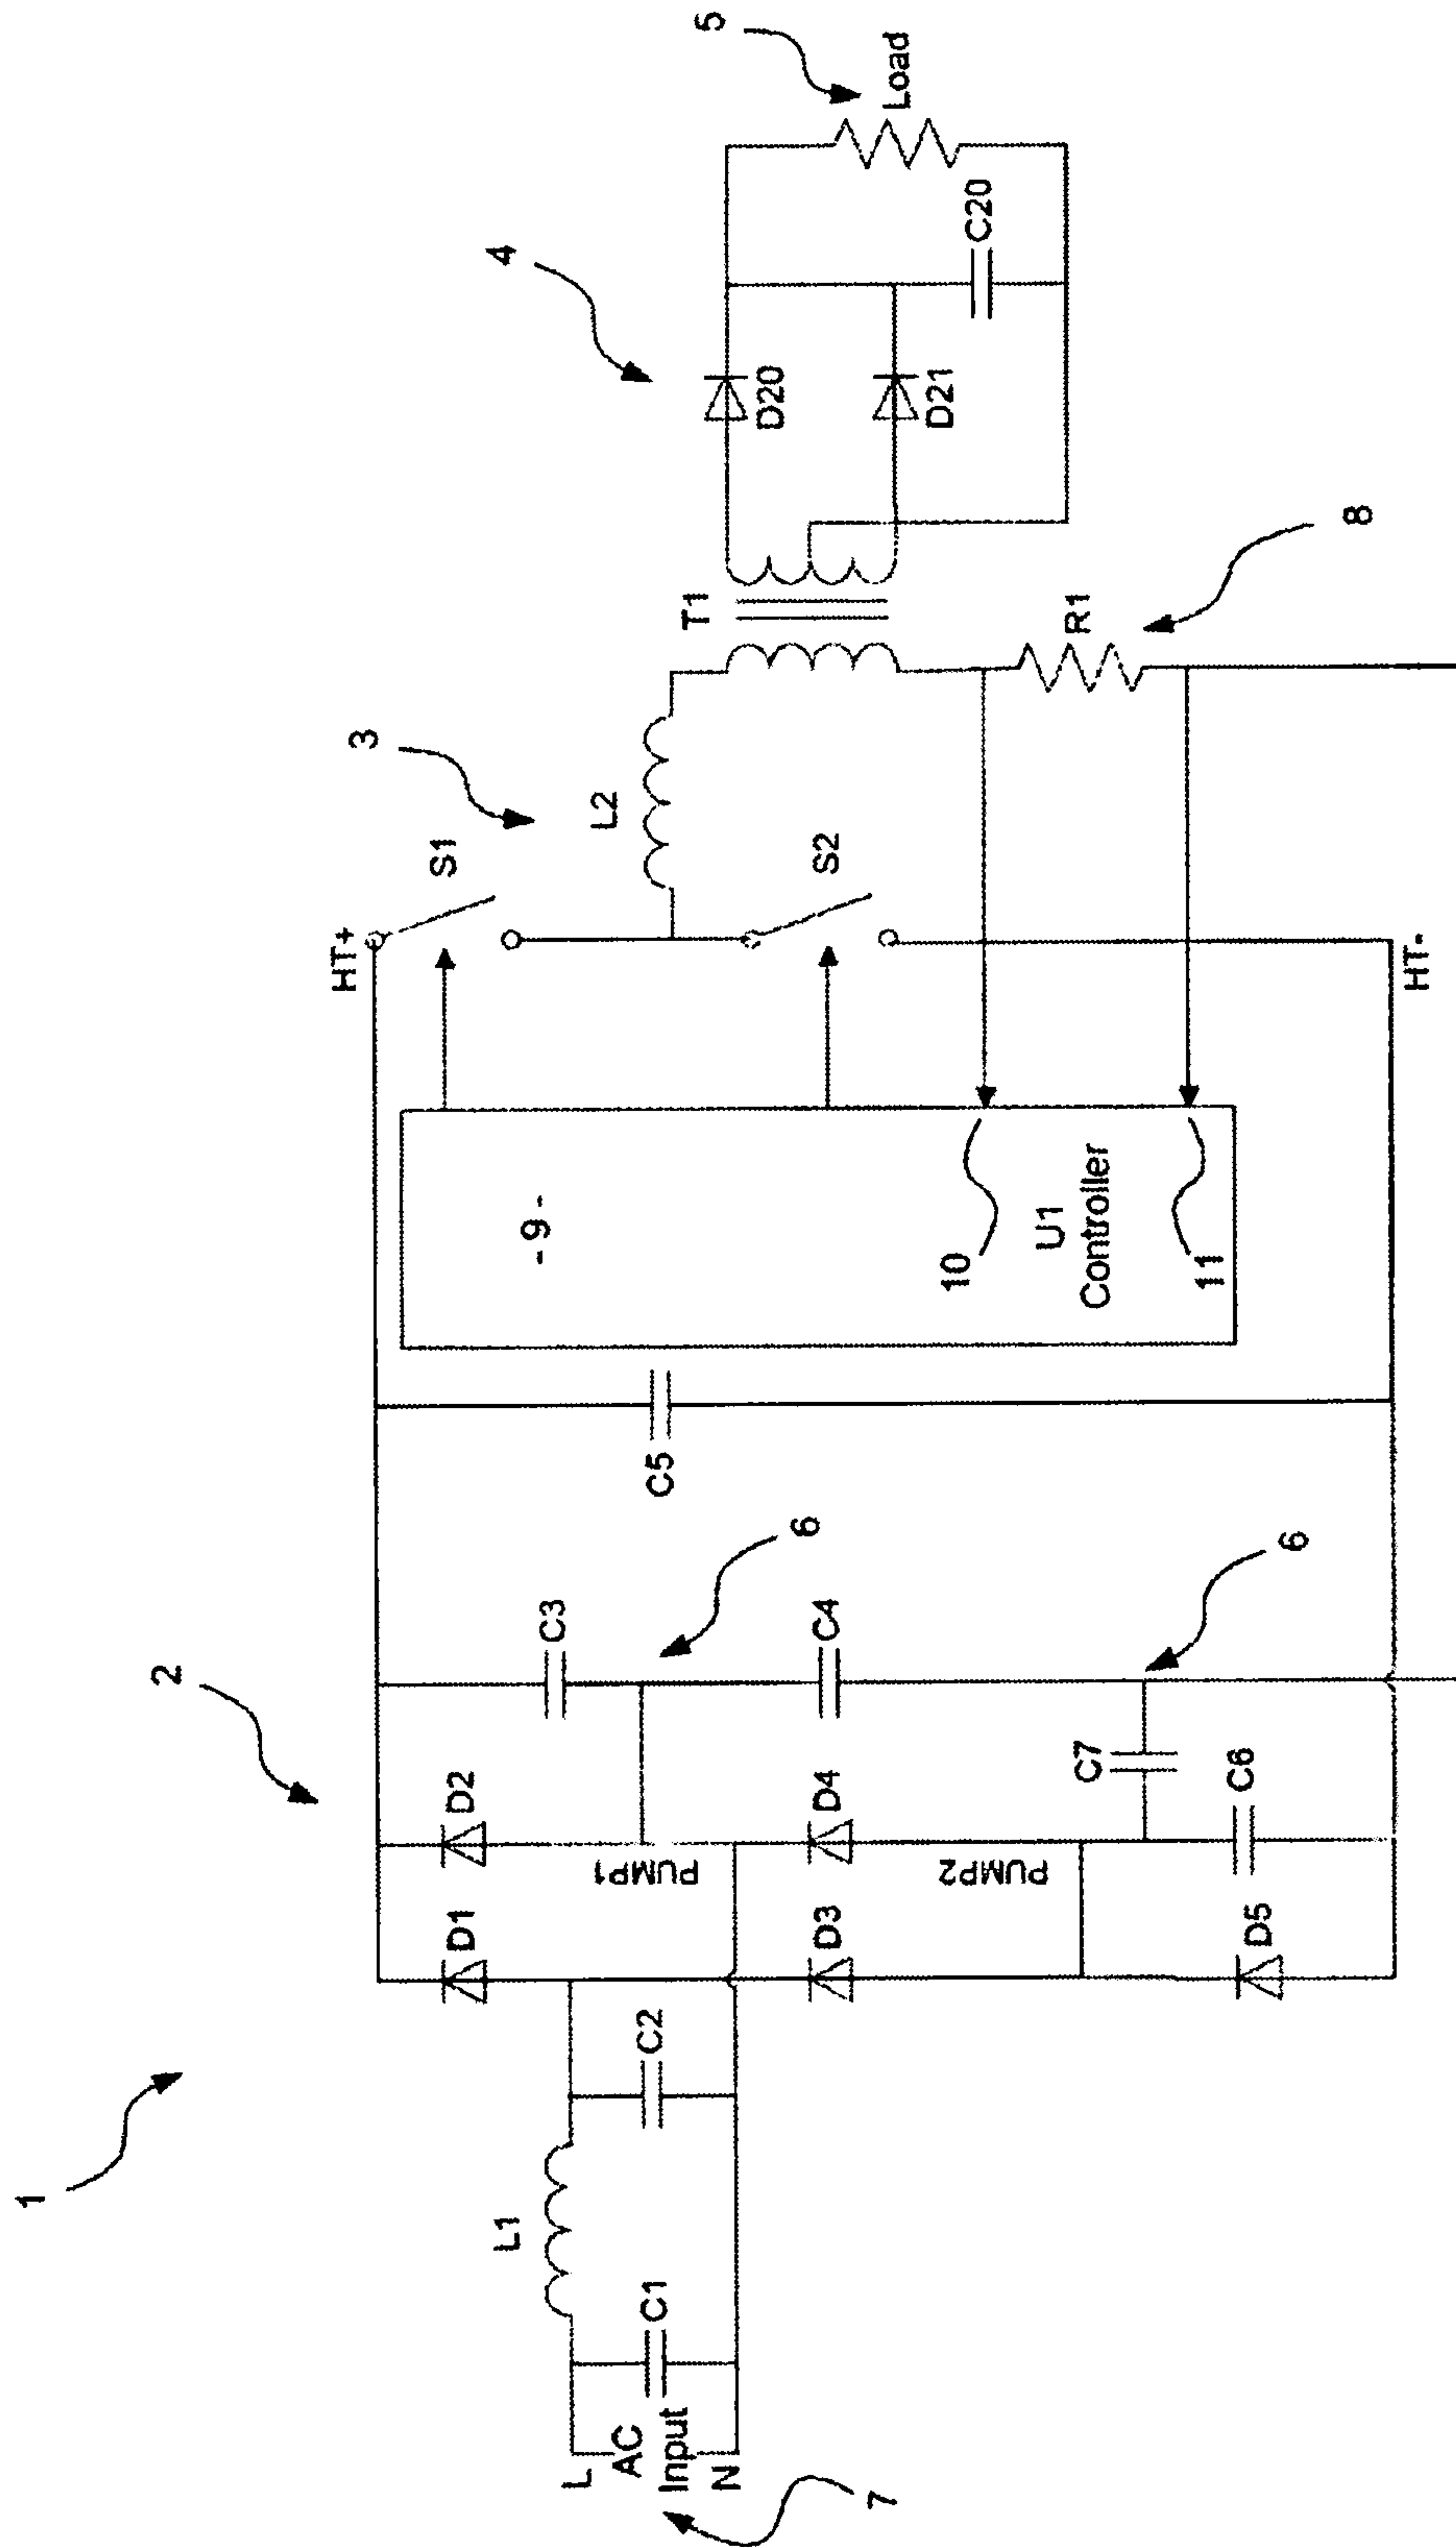 1
2
3
4
5
6
6
7
8
- 9 -
10
11
L
AC
Input
N
C1
L1
C2
D1
D2
PUMP1
D3
D4
PUMP2
D5
C6
C7
C3
C4
C5
U1
Controller
HT+
HT-
S1
S2
L2
T1
R1
D20
D21
C20
Load